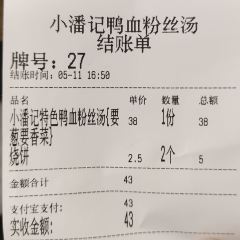 小潘记鸭血粉丝汤
结账单
牌号: 27
结账时间: 05-11 16:50
品名 单价 数量 总额
小潘记特色鸭血粉丝汤{要 38 1份 38
葱要香菜}
烧饼 2.5 2个 5
金额合计 43
支付宝支付: 43
实收金额: 43